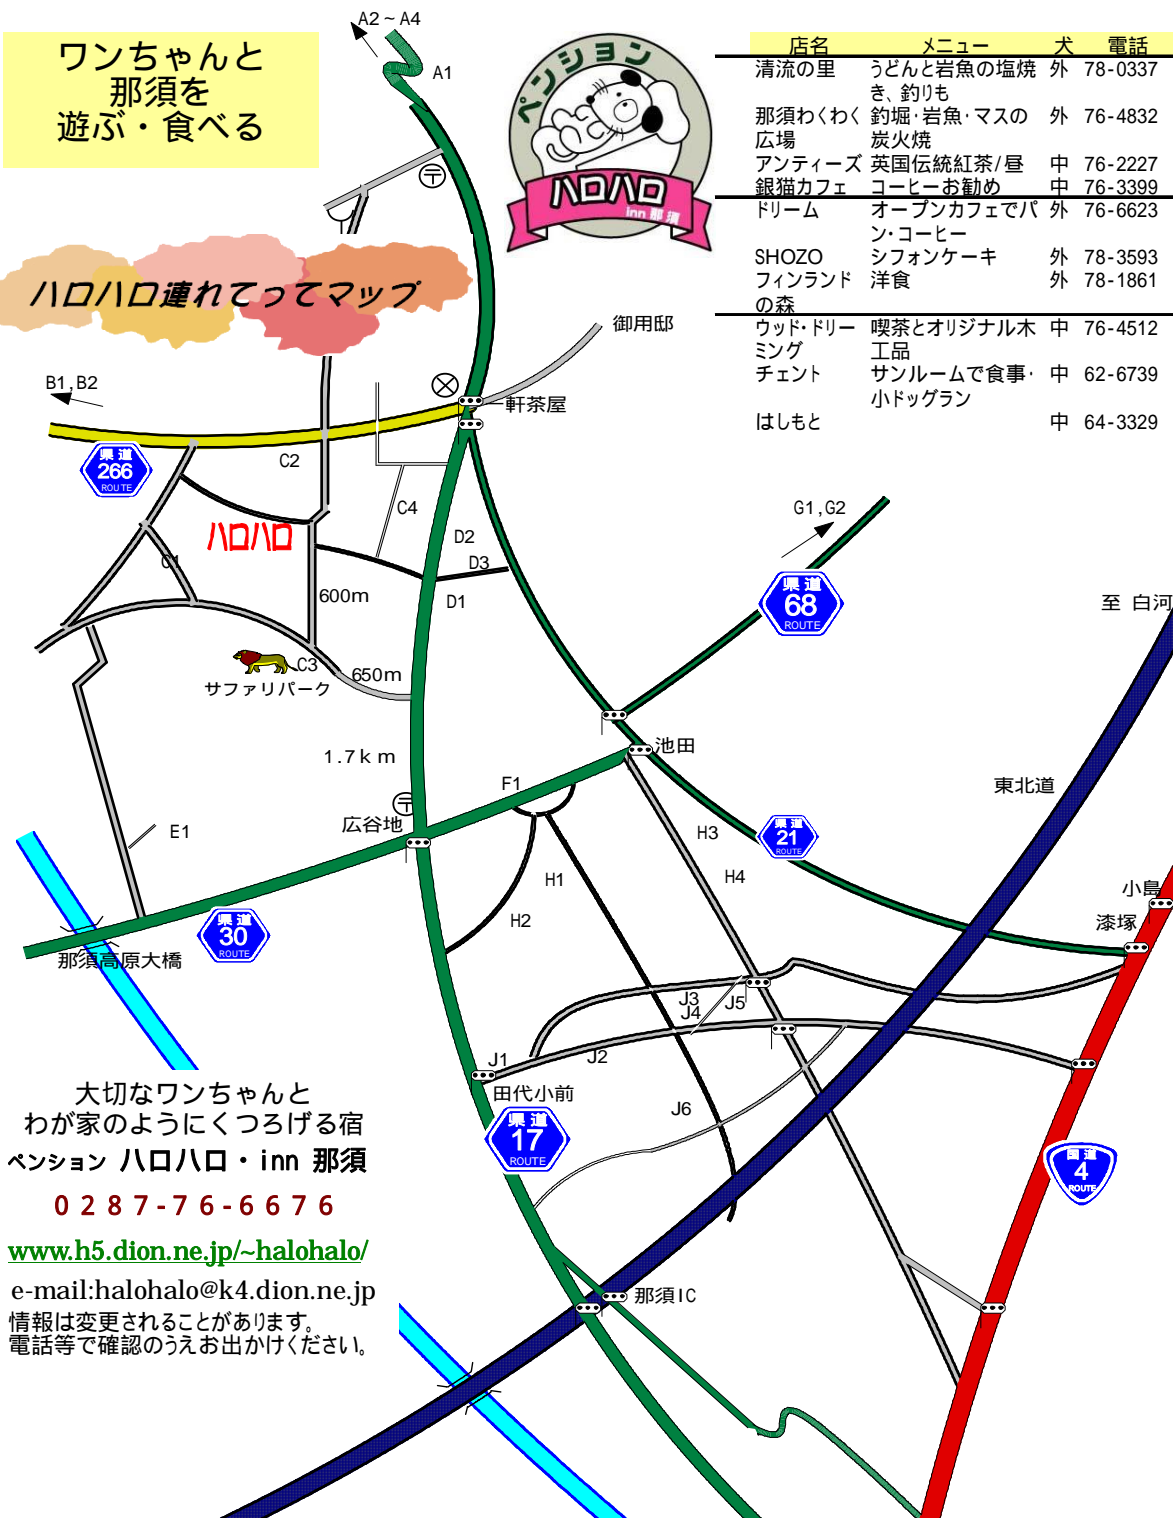 ワンちゃんと
那須を
遊ぶ・食べる
A2～A4
A1
ペンション
ハロハロ
inn 那須
店名 メニュー 犬 電話
清流の里 うどんと岩魚の塩焼き、釣りも 外 78-0337
那須わくわく広場 釣堀・岩魚・マスの炭火焼 外 76-4832
アンティーズ 英国伝統紅茶/昼 中 76-2227
銀猫カフェ コーヒーお勧め 中 76-3399
ドリーム オープンカフェでパン・コーヒー 外 76-6623
SHOZO シフォンケーキ 外 78-3593
フィンランドの森 洋食 外 78-1861
ウッド・ドリーミング 喫茶とオリジナル木工品 中 76-4512
チェント サンルームで食事・小ドッグラン 中 62-6739
はしもと 中 64-3329
ハロハロ連れてってマップ
御用邸
B1,B2
一軒茶屋
県道
266
ROUTE
C2
C4
D2
D3
D1
ハロハロ
C1
600m
C3
650m
サファリパーク
G1,G2
県道
68
ROUTE
至 白河
1.7km
池田
F1
東北道
広谷地
E1
H3
県道
21
ROUTE
H4
H1
H2
小島
漆塚
県道
30
ROUTE
那須高原大橋
J3
J4
J5
J1
J2
田代小前
J6
県道
17
ROUTE
国道
4
ROUTE
那須IC
大切なワンちゃんと
わが家のようにくつろげる宿
ペンション ハロハロ・inn 那須
0287-76-6676
www.h5.dion.ne.jp/~halohalo/
e-mail:halohalo@k4.dion.ne.jp
情報は変更されることがあります。
電話等で確認のうえお出かけください。